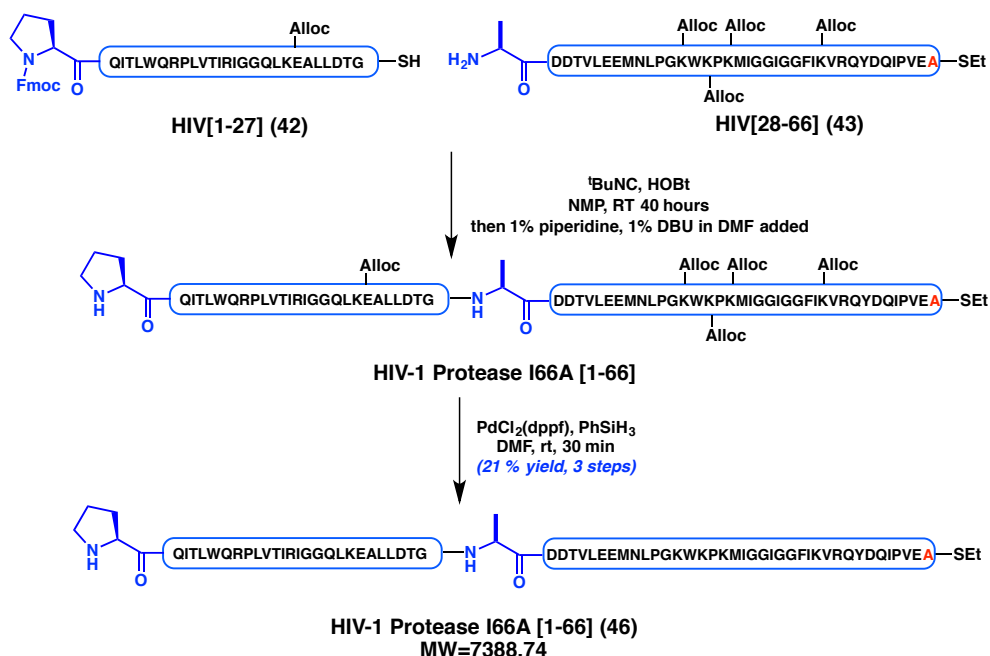 Alloc
N
Fmoc
O
QITLWQRPLVTIRIGGQLKEALLDTG
SH
HIV[1-27] (42)
Alloc Alloc Alloc
H2N
O
DDTVLEEMNLPGKWKPKMIGGIGGFIKVRQYDQIPVEA
SEt
Alloc
HIV[28-66] (43)
tBuNC, HOBt
NMP, RT 40 hours
then 1% piperidine, 1% DBU in DMF added
Alloc Alloc Alloc Alloc
N
H
O
QITLWQRPLVTIRIGGQLKEALLDTG
N
H
O
DDTVLEEMNLPGKWKPKMIGGIGGFIKVRQYDQIPVEA
SEt
Alloc
HIV-1 Protease I66A [1-66]
PdCl2(dppf), PhSiH3
DMF, rt, 30 min
(21 % yield, 3 steps)
N
H
O
QITLWQRPLVTIRIGGQLKEALLDTG
N
H
O
DDTVLEEMNLPGKWKPKMIGGIGGFIKVRQYDQIPVEA
SEt
HIV-1 Protease I66A [1-66] (46)
MW=7388.74